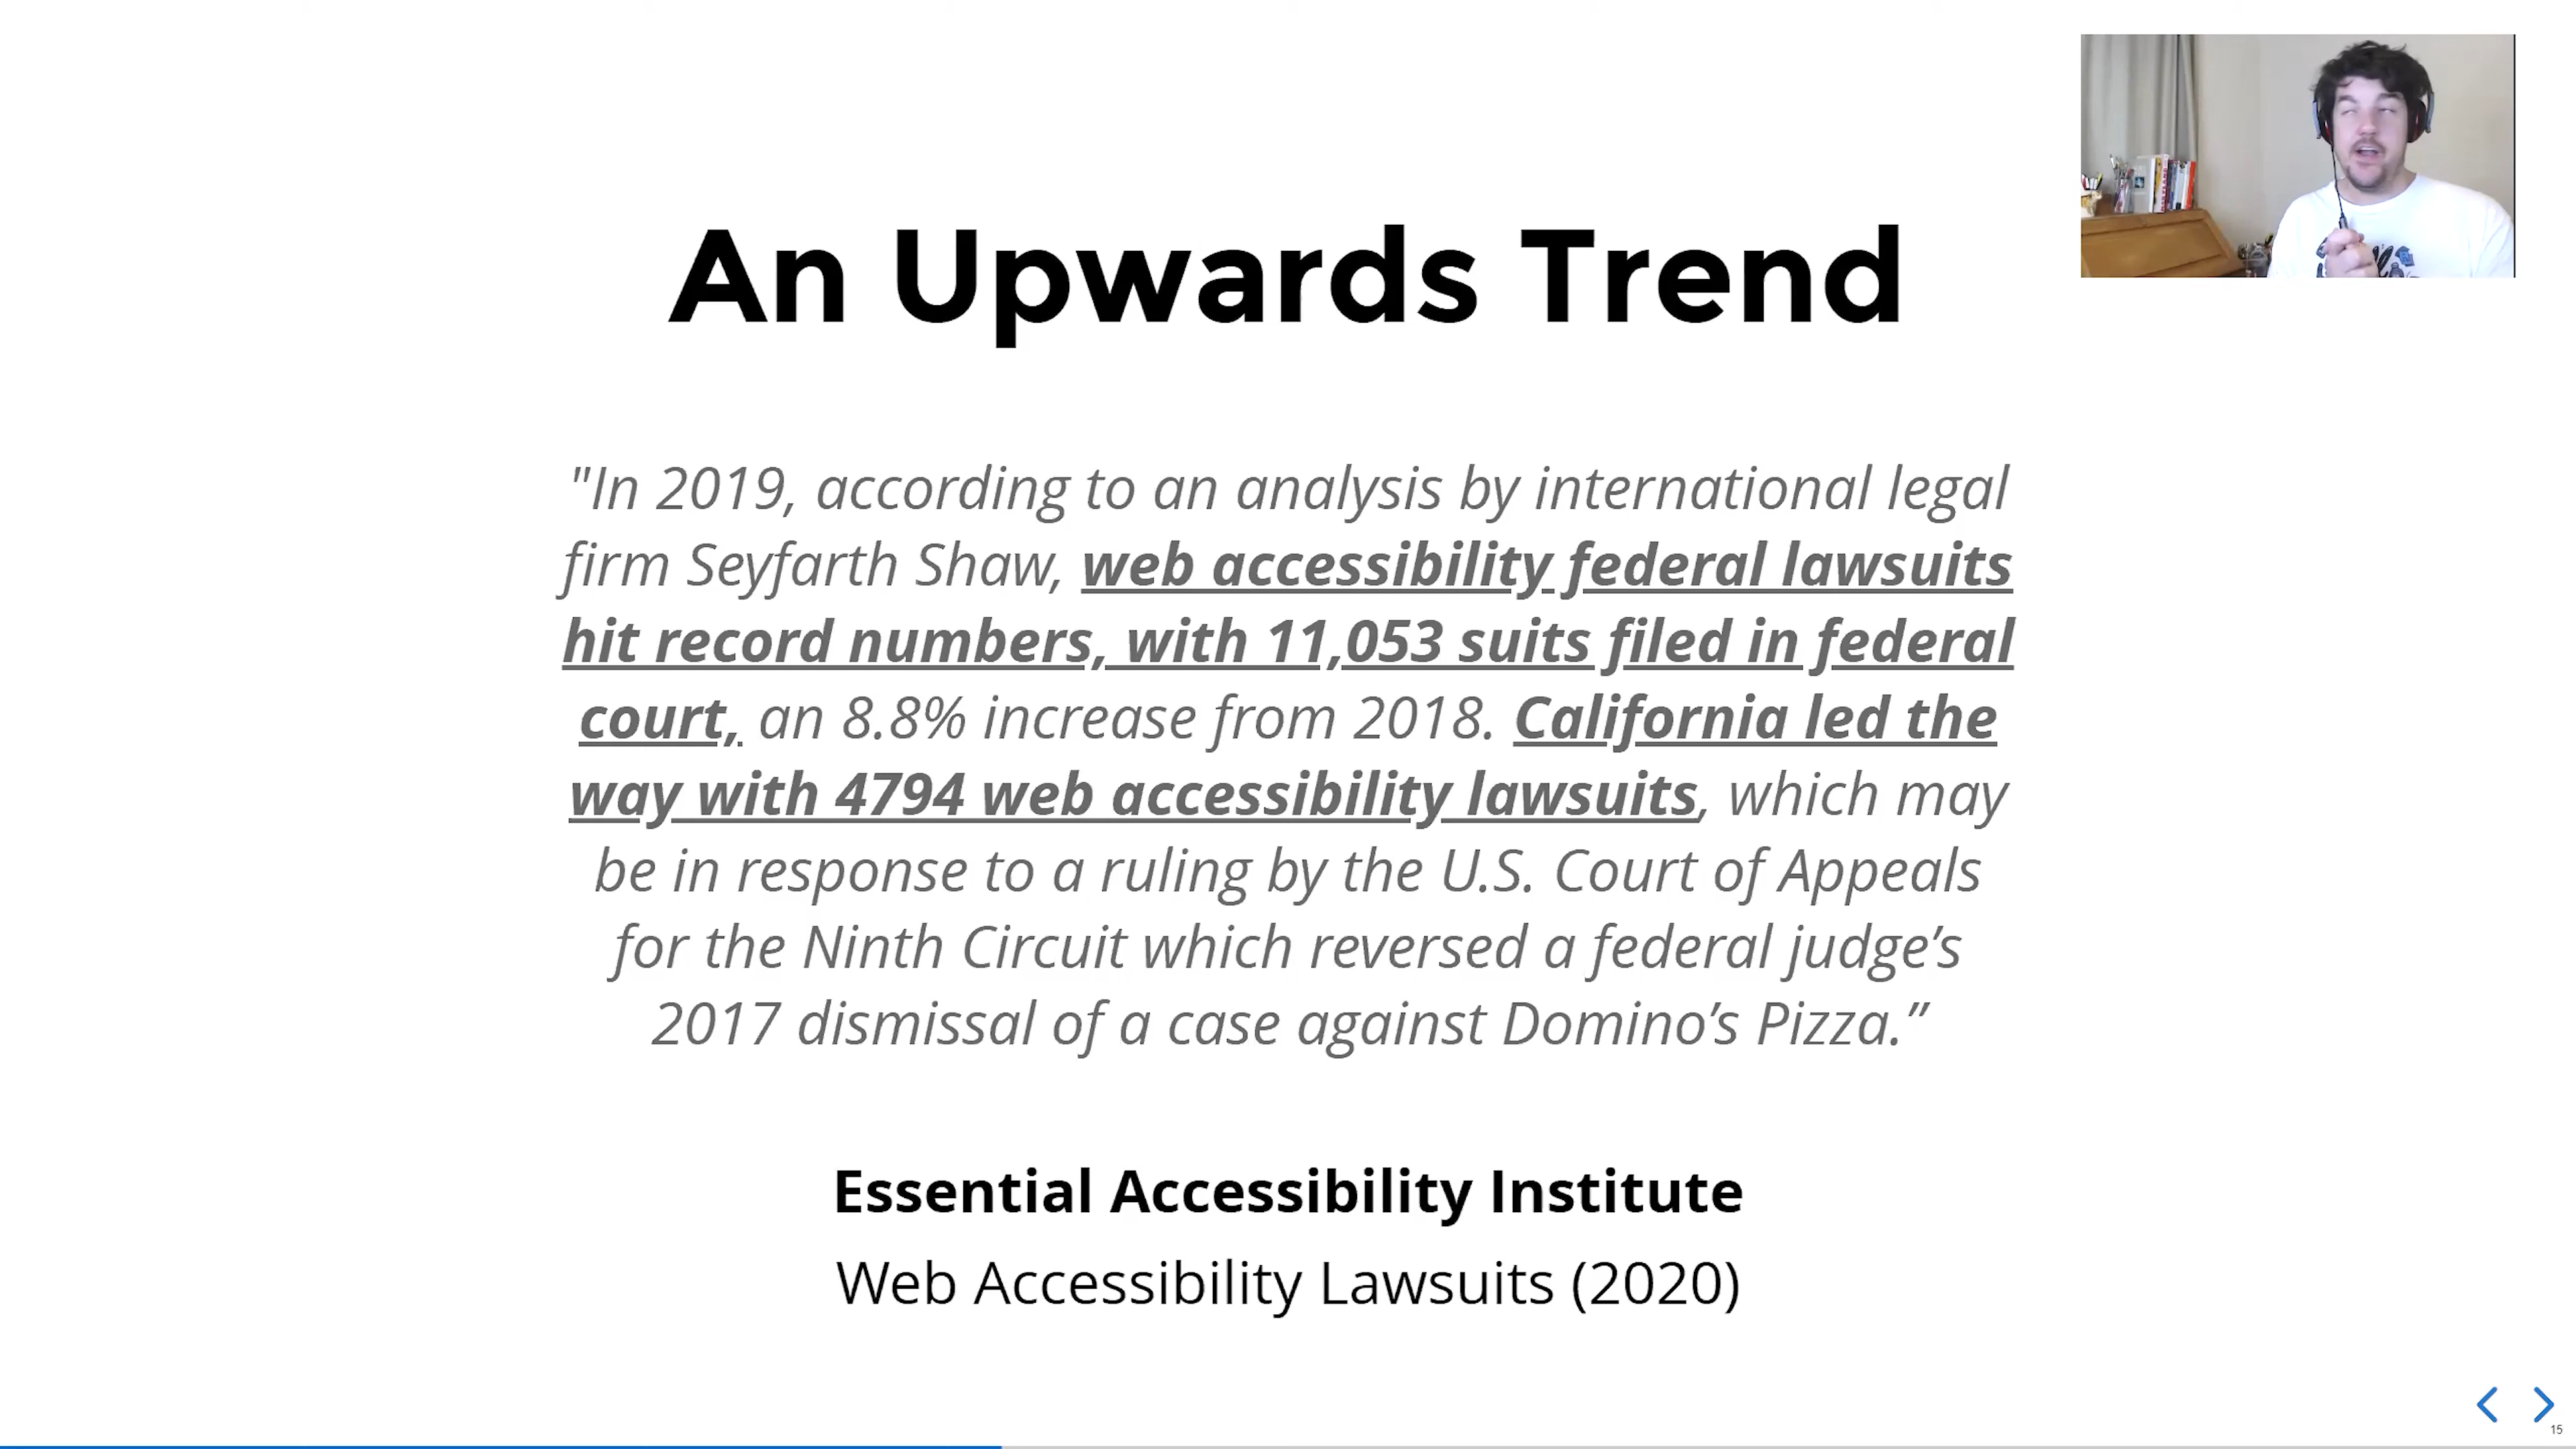 An Upwards Trend
"In 2019, according to an analysis by international legal
firm Seyfarth Shaw, web accessibility federal lawsuits
hit record numbers, with 11,053 suits filed in federal
court, an 8.8% increase from 2018. California led the
way with 4794 web accessibility lawsuits, which may
be in response to a ruling by the U.S. Court of Appeals
for the Ninth Circuit which reversed a federal judge’s
2017 dismissal of a case against Domino’s Pizza.”
Essential Accessibility Institute
Web Accessibility Lawsuits (2020)
15